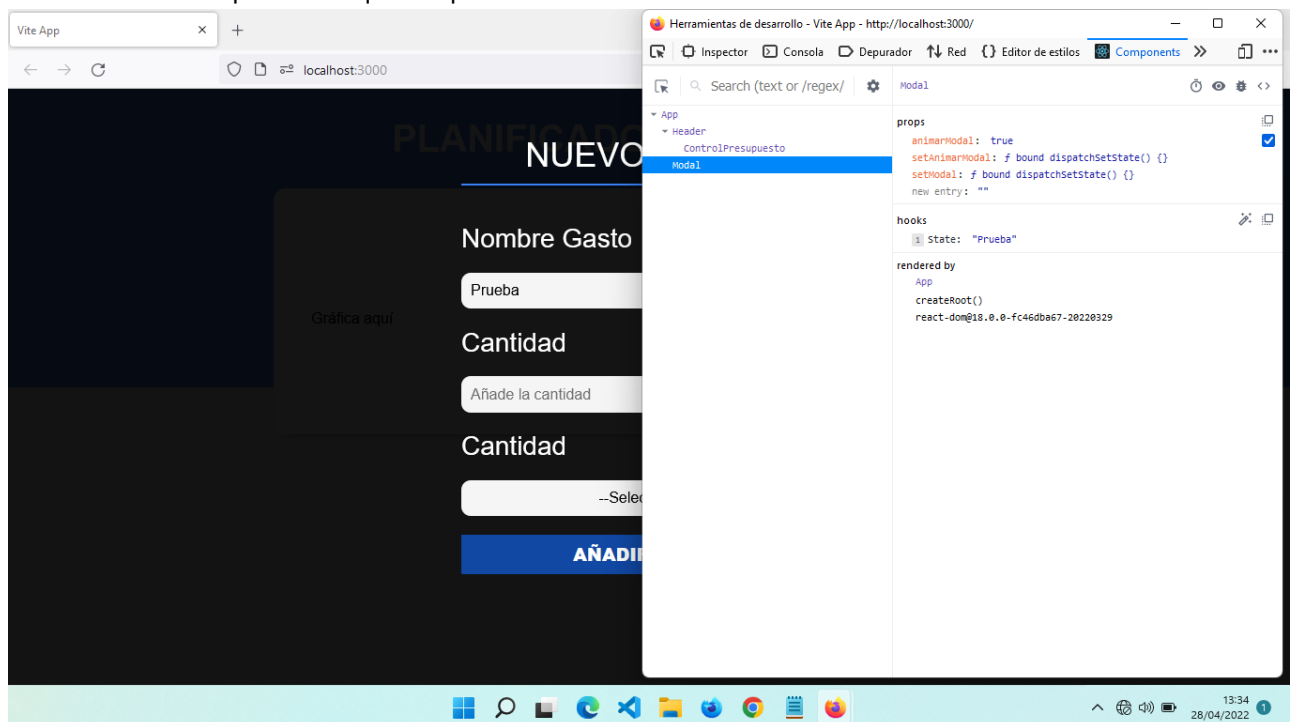 Vite App
localhost:3000
PLANIFICADO
NUEVO
Gráfica aquí
Nombre Gasto
Prueba
Cantidad
Añade la cantidad
Cantidad
--Sele
AÑADI
Herramientas de desarrollo - Vite App - http://localhost:3000/
Inspector Consola Depurador Red Editor de estilos Components
Search (text or /regex/
App
Header
ControlPresupuesto
Modal
Modal
props
animarModal: true
setAnimarModal: ƒ bound dispatchSetState() {}
setModal: ƒ bound dispatchSetState() {}
new entry: ""
hooks
1 State: "Prueba"
rendered by
App
createRoot()
react-dom@18.0.0-fc46dba67-20220329
13:34
28/04/2022 1